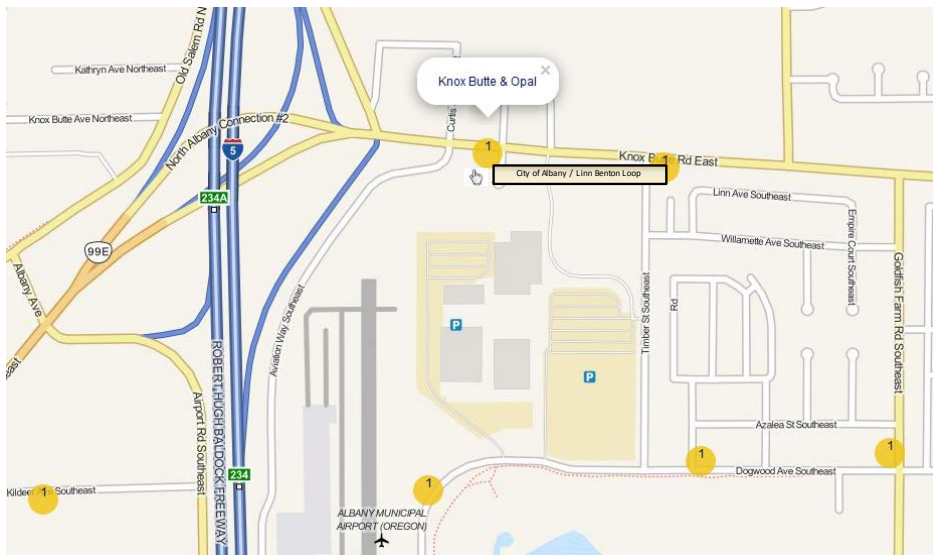 Old Salem Rd N
Kathryn Ave Northeast
Knox Butte & Opal
×
Curtis
Knox Butte Ave Northeast
North Albany Connection #2
5
1
Knox Butte Rd East
1
City of Albany / Linn Benton Loop
234A
Linn Ave Southeast
99E
Willamette Ave Southeast
Empire Court Southeast
Albany Ave
Goldfish Farm Rd Southeast
Aviation Way Southeast
Rd
Timber St Southeast
P
P
ROBERT HUGH BALDOCK FREEWAY
Airport Rd Southeast
Azalea St Southeast
1
1
Dogwood Ave Southeast
234
1
1
Southeast
ALBANY MUNICIPAL
AIRPORT (OREGON)